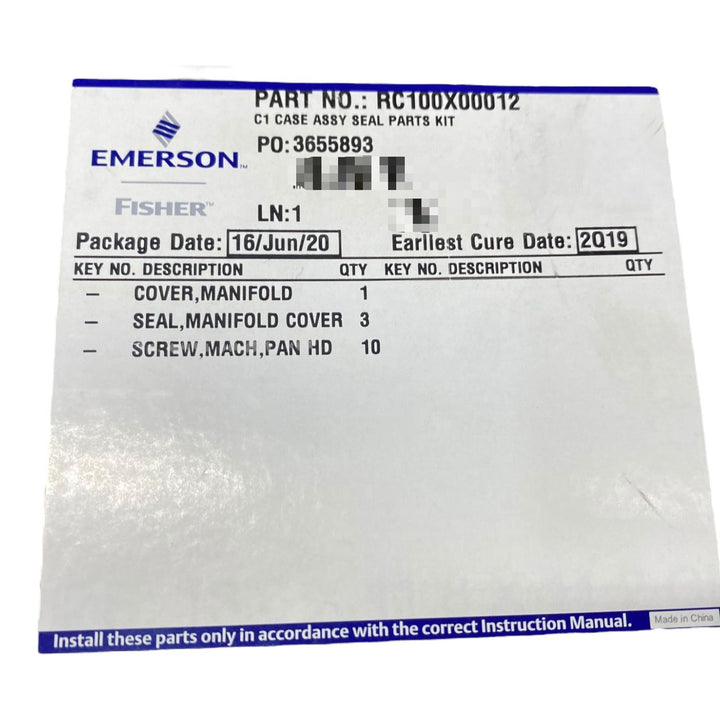 PART NO.: RC100X00012
C1 CASE ASSY SEAL PARTS KIT
EMERSON™
PO:3655893
FISHER™
LN:1
Package Date: 16/Jun/20 Earliest Cure Date: 2Q19
KEY NO. DESCRIPTION QTY KEY NO. DESCRIPTION QTY
– COVER,MANIFOLD 1
– SEAL,MANIFOLD COVER 3
– SCREW,MACH,PAN HD 10
Install these parts only in accordance with the correct Instruction Manual.
Made in China